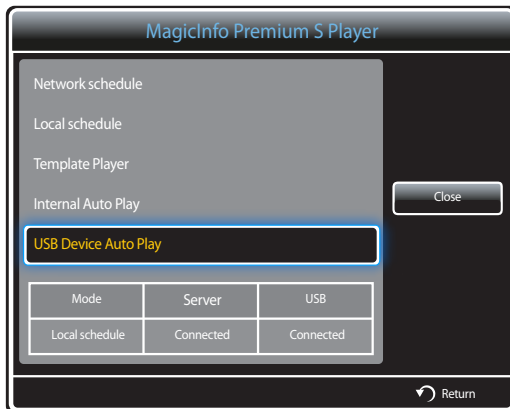 MagicInfo Premium S Player
Network schedule
Local schedule
Template Player
Internal Auto Play
Close
USB Device Auto Play
Mode Server USB
Local schedule Connected Connected
Return